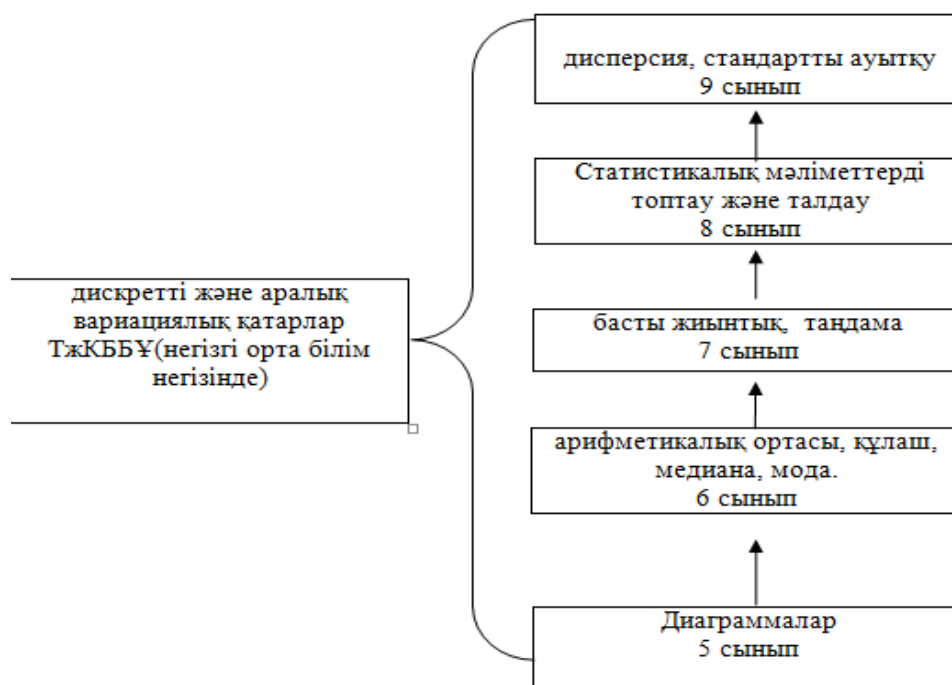 дисперсия, стандартты ауытқу
9 сынып
Статистикалық мәліметтерді
топтау және талдау
8 сынып
дискретті және аралық
вариациялық қатарлар
ТжКББҰ(негізгі орта білім
негізінде)
басты жиынтық, таңдама
7 сынып
арифметикалық ортасы, құлаш,
медиана, мода.
6 сынып
Диаграммалар
5 сынып